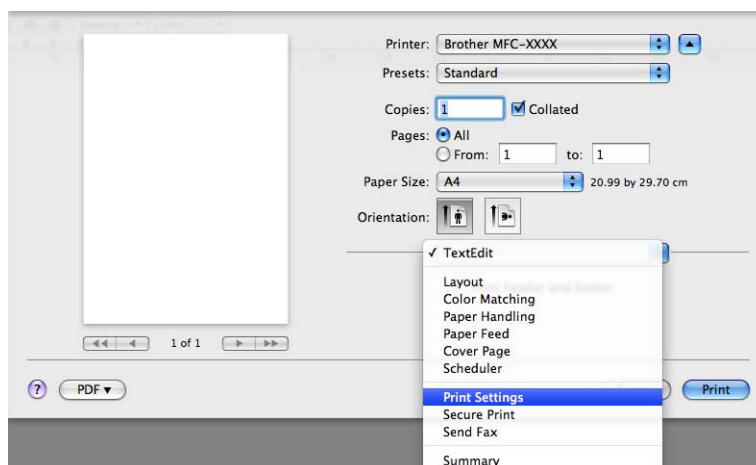 Printer: Brother MFC-XXXX
Presets: Standard
Copies: 1 Collated
Pages: All
From: 1 to: 1
Paper Size: A4 20.99 by 29.70 cm
Orientation:
✓ TextEdit
Layout
Color Matching
Paper Handling
Paper Feed
Cover Page
Scheduler
Print Settings
Secure Print
Send Fax
Summary
1 of 1
? PDF ▼
Print